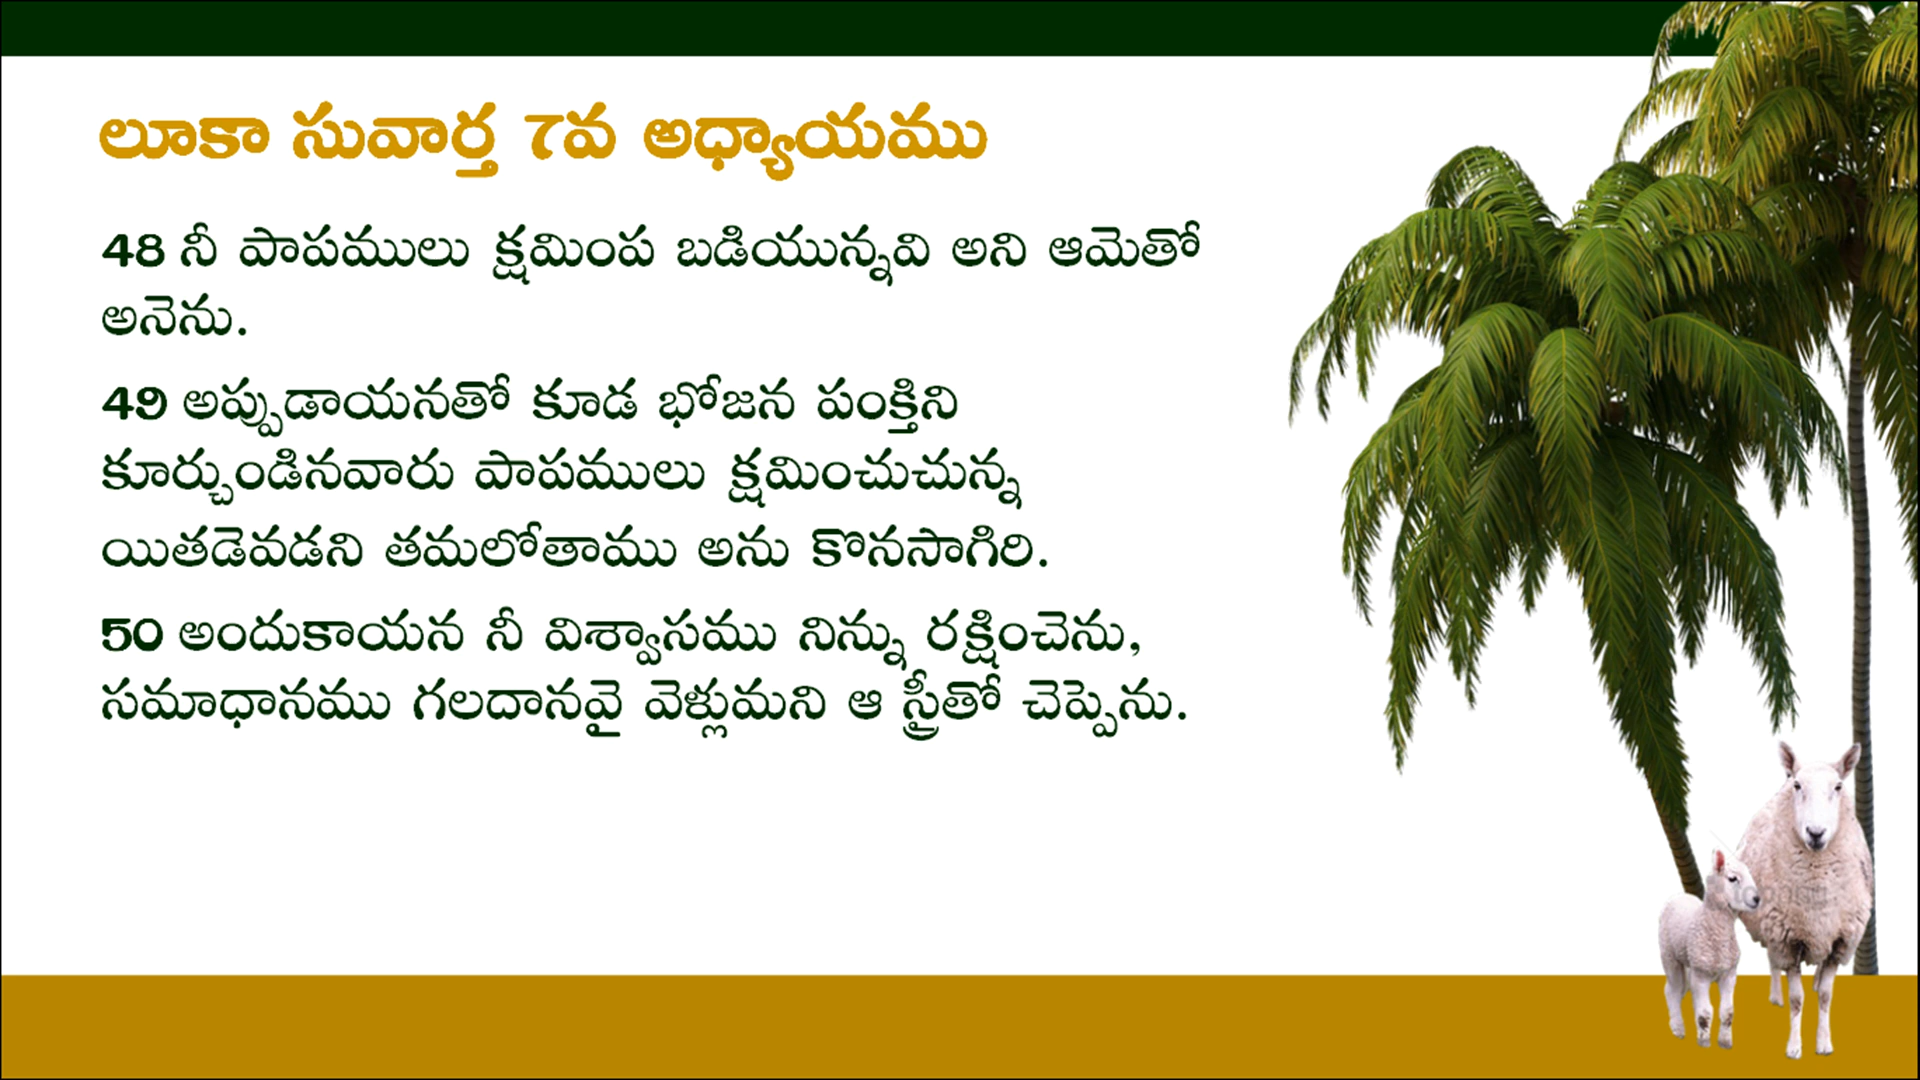 లూకా సువార్త 7వ అధ్యాయము
48 నీ పాపములు క్షమింప బడియున్నవి అని ఆమెతో
అనెను.
49 అప్పుడాయనతో కూడ భోజన పంక్తిని
కూర్చుండినవారు పాపములు క్షమించుచున్న
యితడెవడని తమలోతాము అను కొనసాగిరి.
50 అందుకాయన నీ విశ్వాసము నిన్ను రక్షించెను,
సమాధానము గలదానవై వెళ్లుమని ఆ స్త్రీతో చెప్పెను.